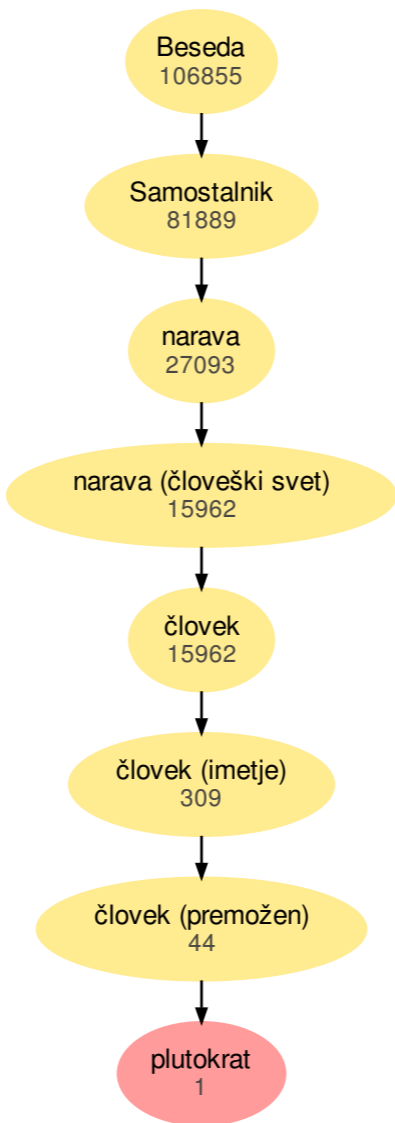 Beseda
106855
Samostalnik
81889
narava
27093
narava (človeški svet)
15962
človek
15962
človek (imetje)
309
človek (premožen)
44
plutokrat
1